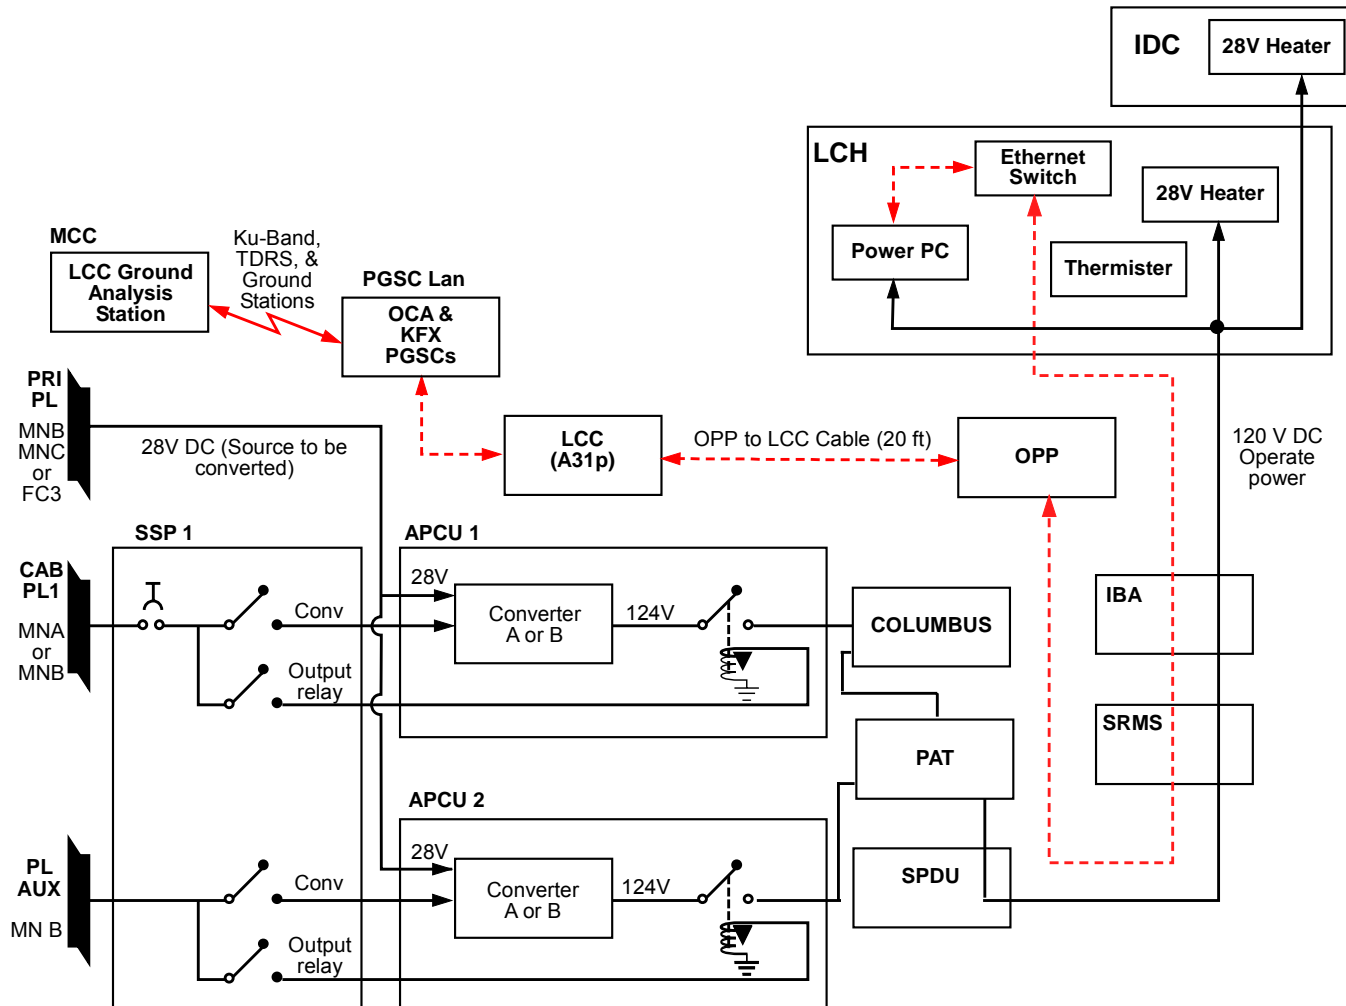 IDC
28V Heater
LCH
Ethernet
Switch
28V Heater
Power PC
Thermister
MCC
LCC Ground
Analysis
Station
Ku-Band,
TDRS, &
Ground
Stations
PGSC Lan
OCA &
KFX
PGSCs
PRI
PL
MNB
MNC
or
FC3
28V DC (Source to be
converted)
LCC
(A31p)
OPP to LCC Cable (20 ft)
OPP
120 V DC
Operate
power
SSP 1
APCU 1
CAB
PL1
MNA
or
MNB
Conv
Output
relay
28V
Converter
A or B
124V
COLUMBUS
IBA
SRMS
PAT
APCU 2
PL
AUX
MN B
Conv
Output
relay
28V
Converter
A or B
124V
SPDU